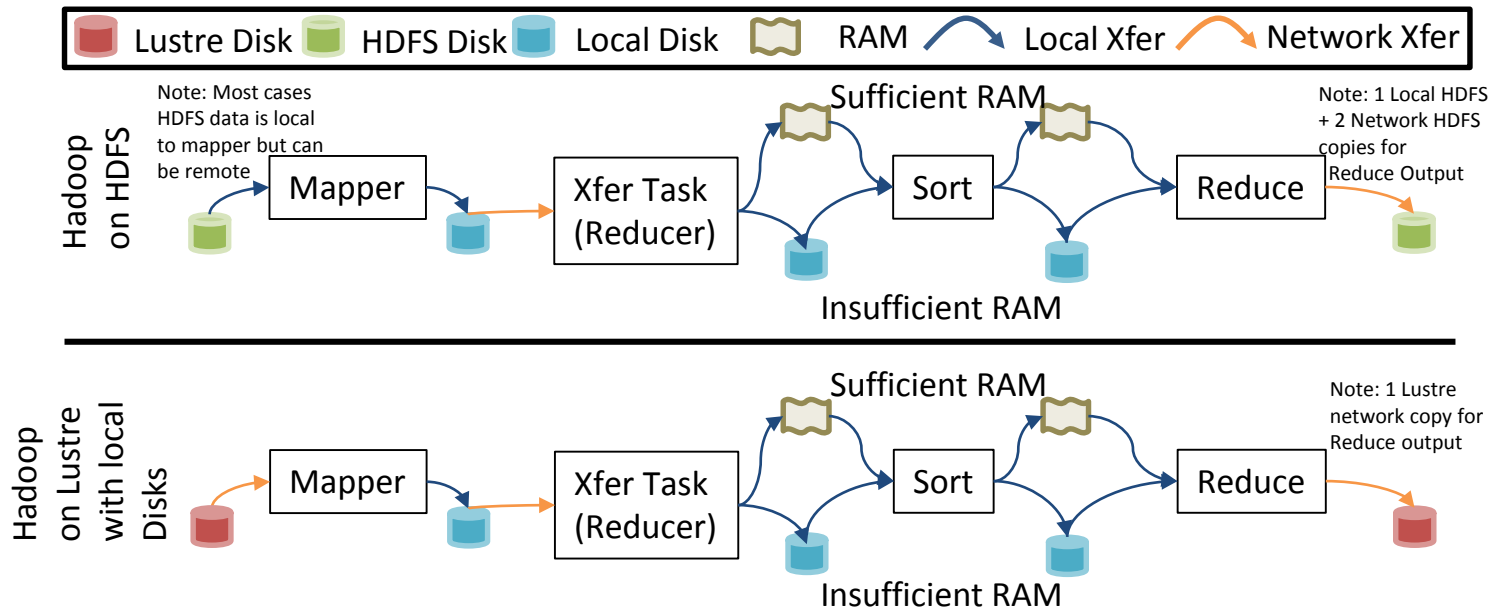 Lustre Disk HDFS Disk Local Disk RAM Local Xfer Network Xfer
Hadoop
on HDFS
Note: Most cases
HDFS data is local
to mapper but can
be remote
Mapper
Xfer Task
(Reducer)
Sufficient RAM
Sort
Insufficient RAM
Reduce
Note: 1 Local HDFS
+ 2 Network HDFS
copies for
Reduce Output
Hadoop
on Lustre
with local
Disks
Mapper
Xfer Task
(Reducer)
Sufficient RAM
Sort
Insufficient RAM
Reduce
Note: 1 Lustre
network copy for
Reduce output